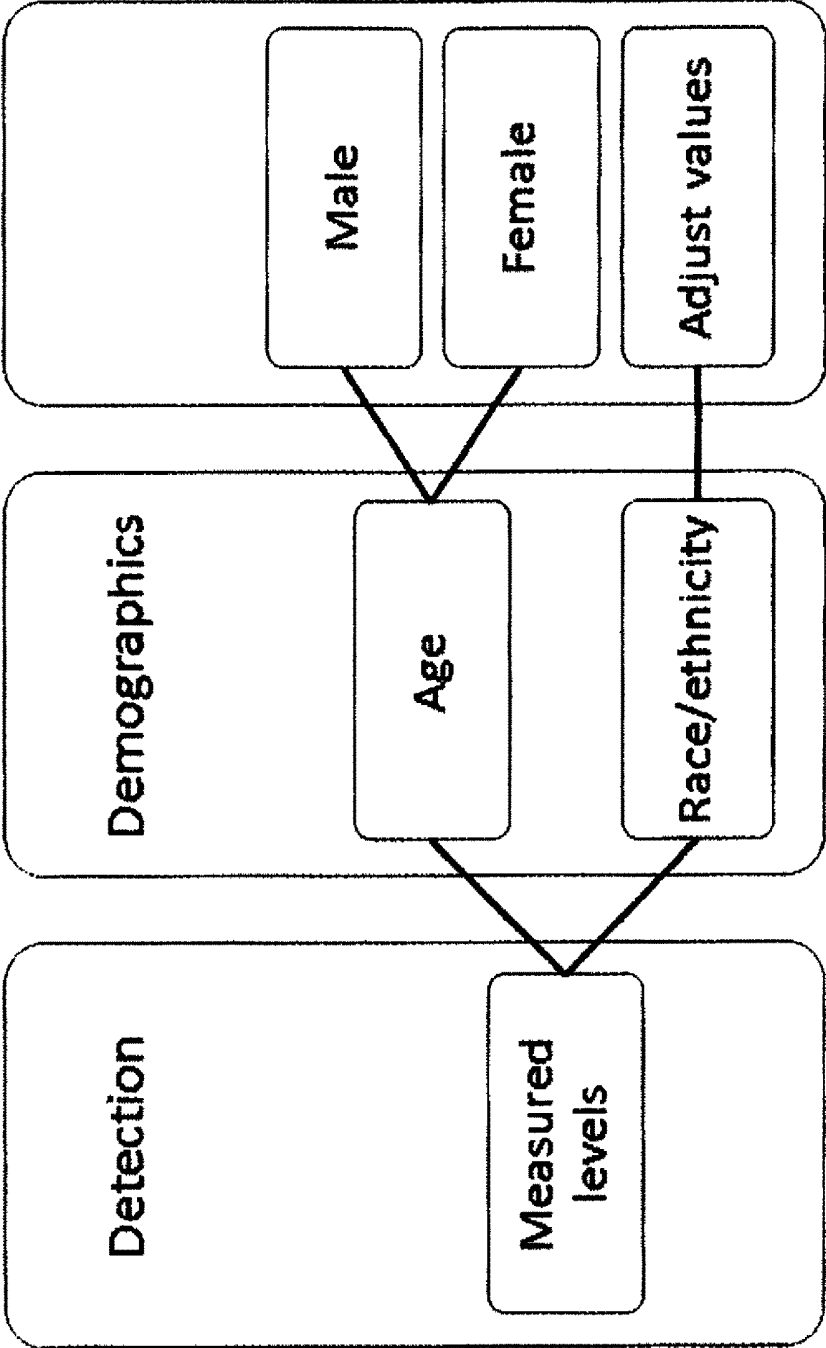 Detection
Measured
levels
Demographics
Age
Race/ethnicity
Male
Female
Adjust values